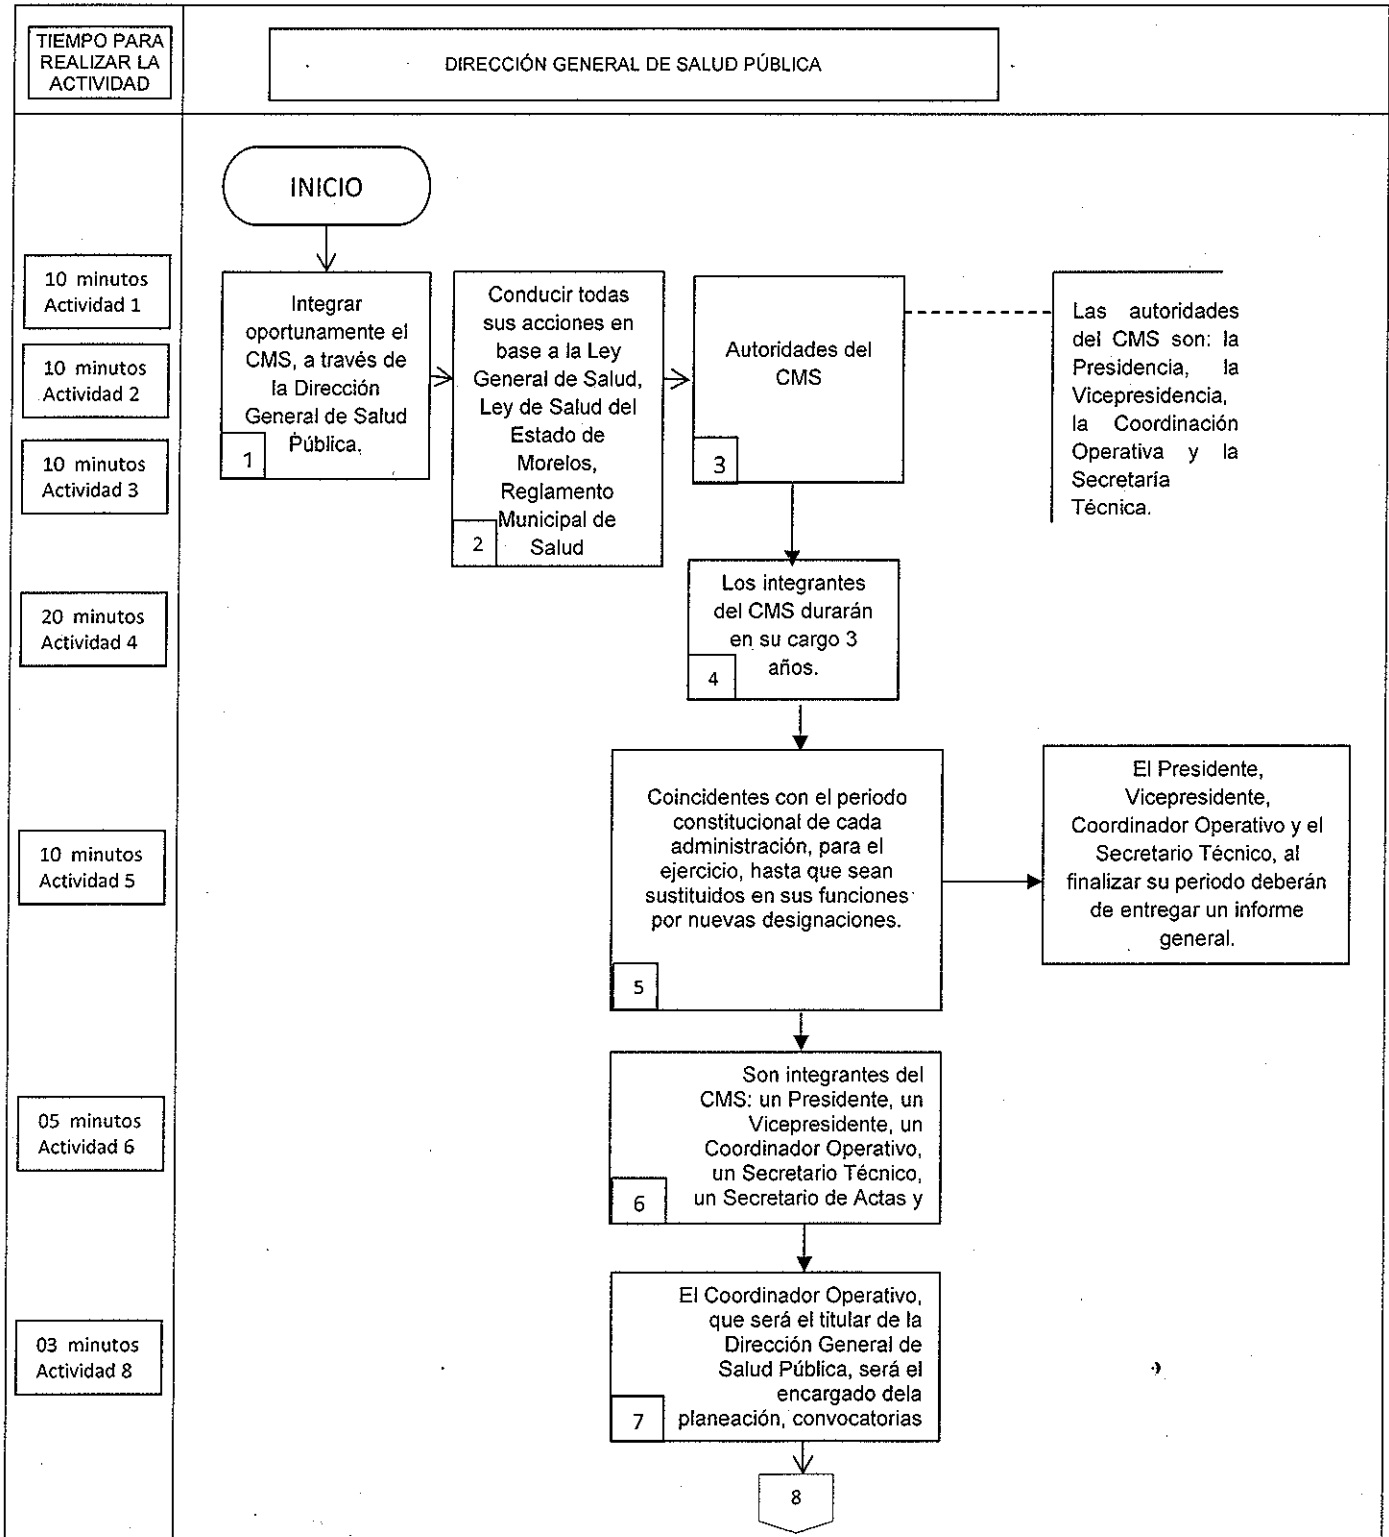 TIEMPO PARA
REALIZAR LA
ACTIVIDAD
DIRECCIÓN GENERAL DE SALUD PÚBLICA
INICIO
10 minutos
Actividad 1
10 minutos
Actividad 2
10 minutos
Actividad 3
Integrar
oportunamente el
CMS, a través de
la Dirección
General de Salud
Pública.
1
Conducir todas
sus acciones en
base a la Ley
General de Salud,
Ley de Salud del
Estado de
Morelos,
Reglamento
Municipal de
Salud
2
Autoridades del
CMS
3
Las autoridades
del CMS son: la
Presidencia, la
Vicepresidencia,
la Coordinación
Operativa y la
Secretaría
Técnica.
20 minutos
Actividad 4
Los integrantes
del CMS durarán
en su cargo 3
años.
4
10 minutos
Actividad 5
Coincidentes con el periodo
constitucional de cada
administración, para el
ejercicio, hasta que sean
sustituidos en sus funciones
por nuevas designaciones.
5
El Presidente,
Vicepresidente,
Coordinador Operativo y el
Secretario Técnico, al
finalizar su periodo deberán
de entregar un informe
general.
05 minutos
Actividad 6
Son integrantes del
CMS: un Presidente, un
Vicepresidente, un
Coordinador Operativo,
un Secretario Técnico,
un Secretario de Actas y
6
03 minutos
Actividad 8
El Coordinador Operativo,
que será el titular de la
Dirección General de
Salud Pública, será el
encargado dela
planeación, convocatorias
7
8